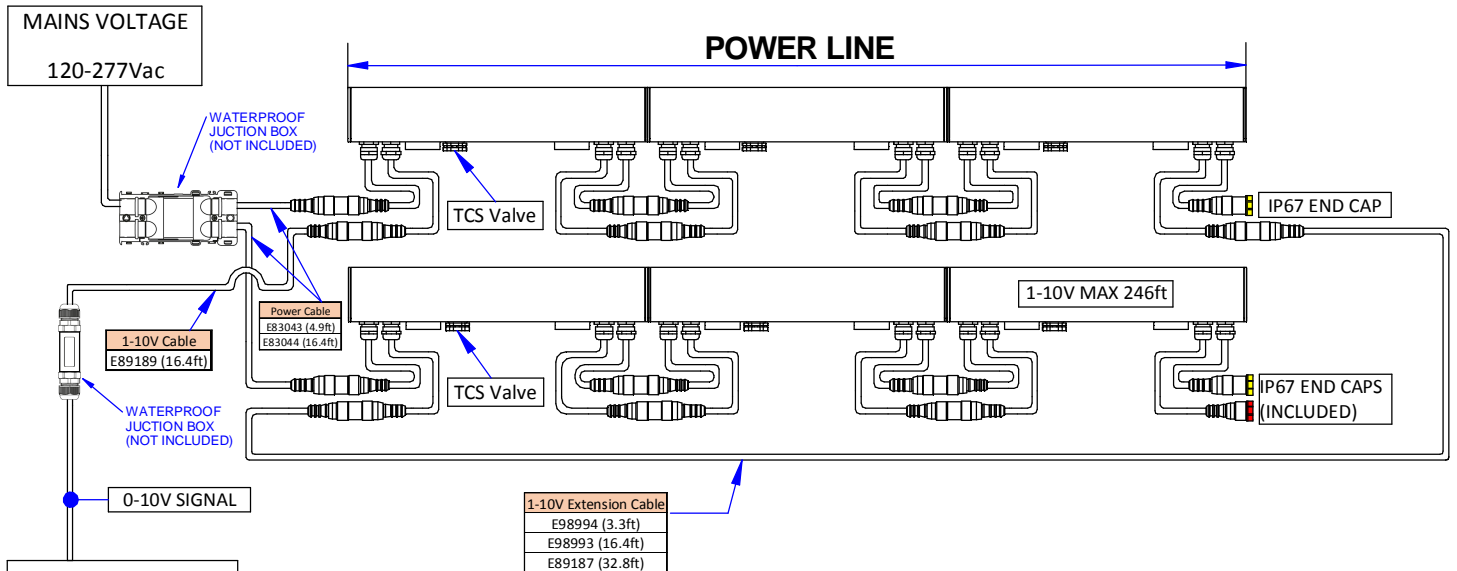 MAINS VOLTAGE
120-277Vac
POWER LINE
WATERPROOF
JUCTION BOX
(NOT INCLUDED)
TCS Valve
IP67 END CAP
1-10V MAX 246ft
Power Cable
E83043 (4.9ft)
E83044 (16.4ft)
1-10V Cable
E89189 (16.4ft)
TCS Valve
IP67 END CAPS
(INCLUDED)
WATERPROOF
JUCTION BOX
(NOT INCLUDED)
0-10V SIGNAL
1-10V Extension Cable
E98994 (3.3ft)
E98993 (16.4ft)
E89187 (32.8ft)